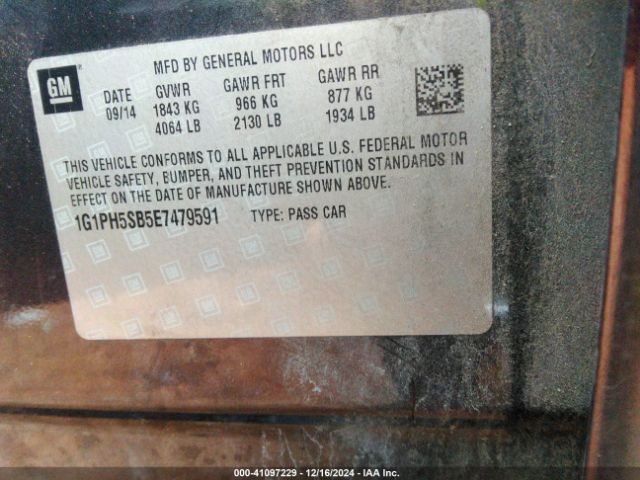 GM
MFD BY GENERAL MOTORS LLC
DATE GVWR GAWR FRT GAWR RR
09/14 1843 KG 966 KG 877 KG
4064 LB 2130 LB 1934 LB
THIS VEHICLE CONFORMS TO ALL APPLICABLE U.S. FEDERAL MOTOR
VEHICLE SAFETY, BUMPER, AND THEFT PREVENTION STANDARDS IN
EFFECT ON THE DATE OF MANUFACTURE SHOWN ABOVE.
1G1PH5SB5E7479591 TYPE: PASS CAR
000-41097229 - 12/16/2024 - IAA Inc.